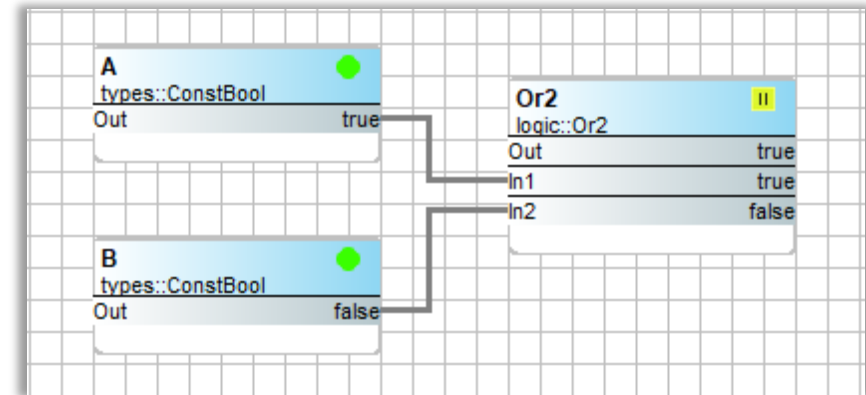 A
types::ConstBool
Out true
Or2
logic::Or2
Out true
In1 true
In2 false
B
types::ConstBool
Out false